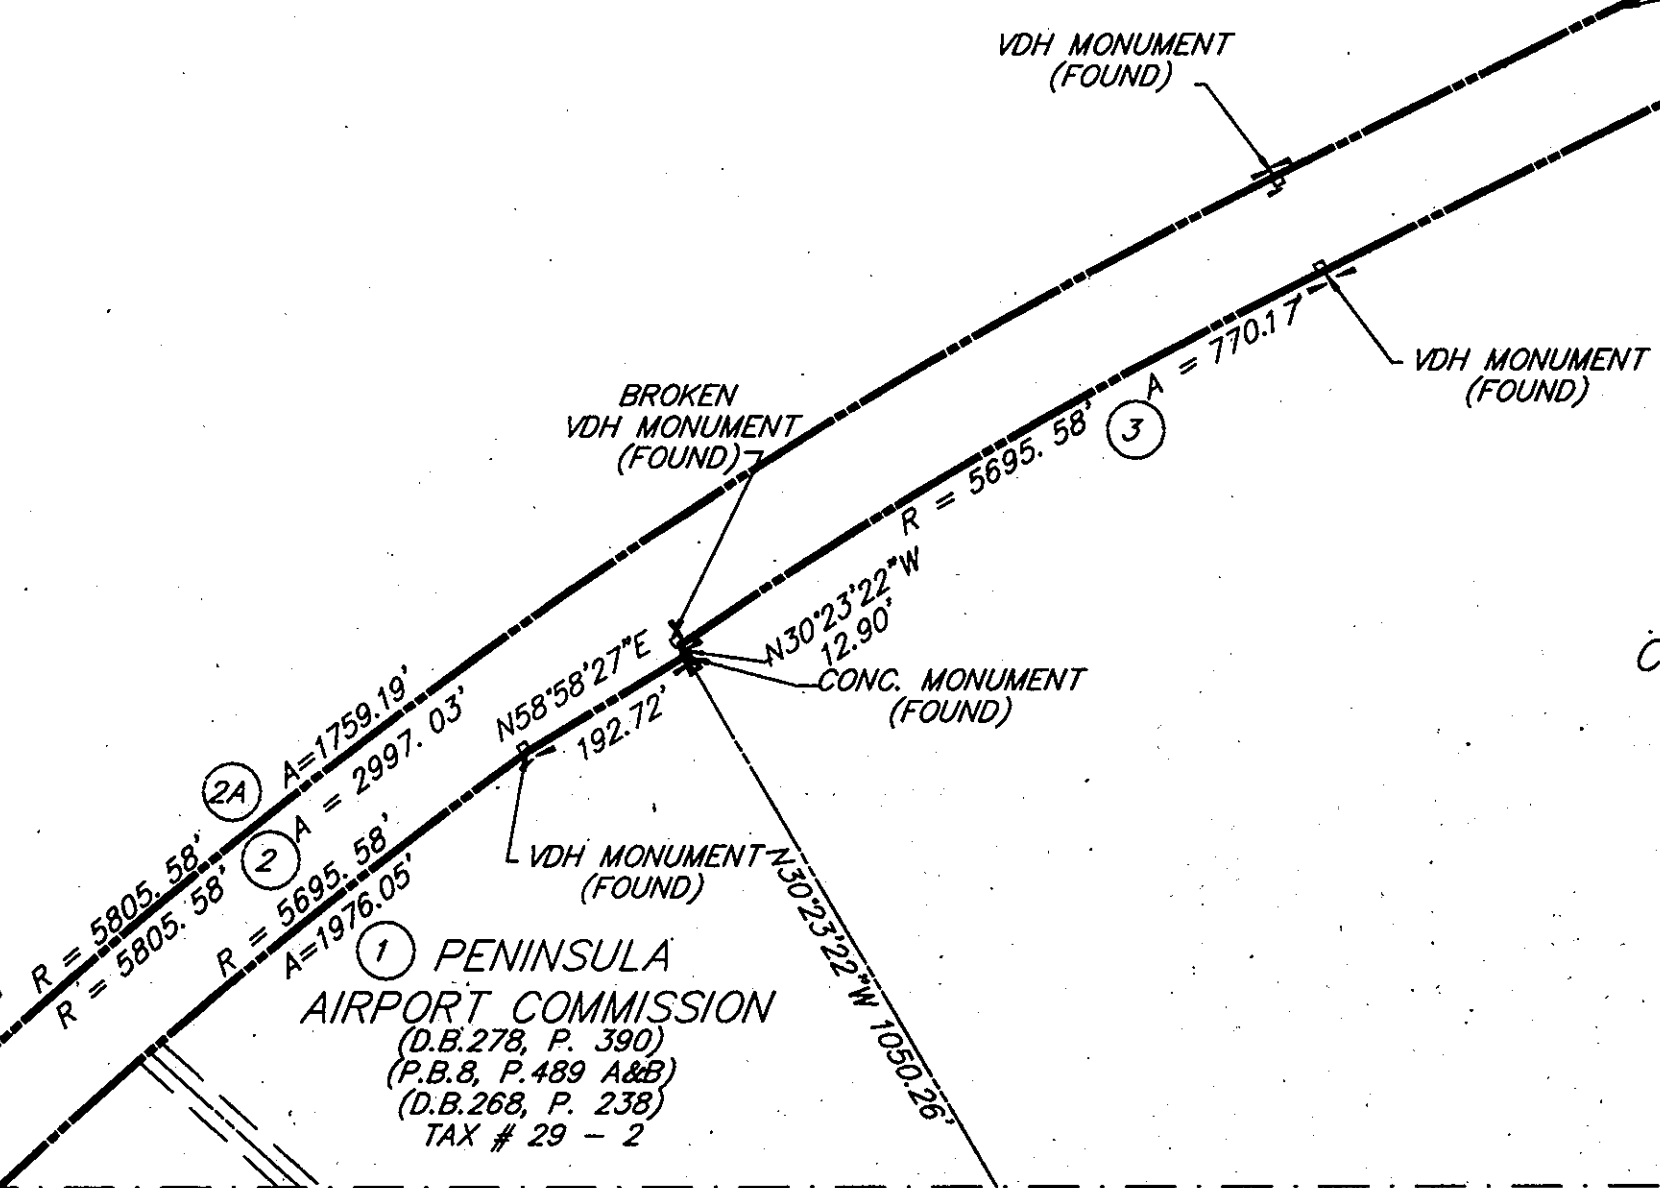 VDH MONUMENT
(FOUND)
VDH MONUMENT
(FOUND)
BROKEN
VDH MONUMENT
(FOUND)
A = 770.17'
3
R = 5695.58'
N30°23'22"W
12.90'
CONC. MONUMENT
(FOUND)
N58°58'27"E
192.72'
A=1759.19'
2A
A = 2997.03'
2
R = 5805.58'
R = 5805.58'
R = 5695.58'
A=1976.05'
VDH MONUMENT
(FOUND)
N30°23'22"W 1050.26'
1
PENINSULA
AIRPORT COMMISSION
(D.B.278, P. 390)
(P.B.8, P.489 A&B)
(D.B.268, P. 238)
TAX # 29 - 2